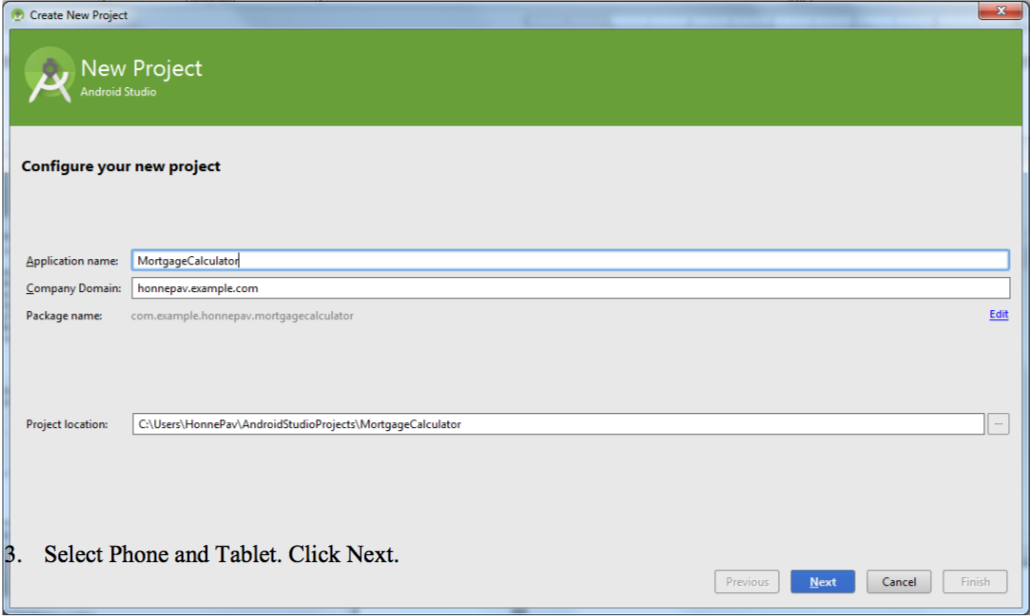 Create New Project
New Project
Android Studio
Configure your new project
Application name: MortgageCalculator
Company Domain: honnepav.example.com
Package name: com.example.honnepav.mortgagecalculator Edit
Project location: C:\Users\HonnePav\AndroidStudioProjects\MortgageCalculator ...
3. Select Phone and Tablet. Click Next.
Previous Next Cancel Finish